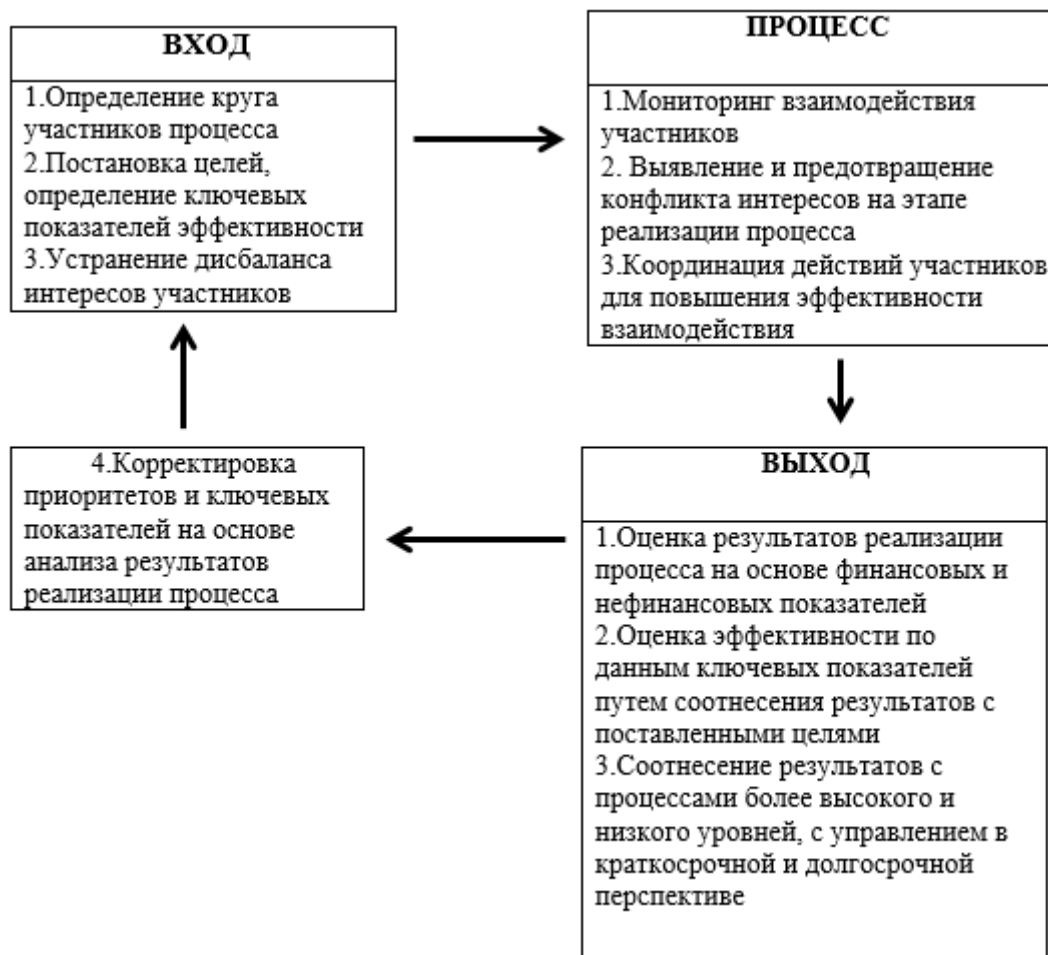 ВХОД
1.Определение круга
участников процесса
2.Постановка целей,
определение ключевых
показателей эффективности
3.Устранение дисбаланса
интересов участников
ПРОЦЕСС
1.Мониторинг взаимодействия
участников
2. Выявление и предотвращение
конфликта интересов на этапе
реализации процесса
3.Координация действий участников
для повышения эффективности
взаимодействия
ВЫХОД
1.Оценка результатов реализации
процесса на основе финансовых и
нефинансовых показателей
2.Оценка эффективности по
данным ключевых показателей
путем соотнесения результатов с
поставленными целями
3.Соотнесение результатов с
процессами более высокого и
низкого уровней, с управлением в
краткосрочной и долгосрочной
перспективе
4.Корректировка
приоритетов и ключевых
показателей на основе
анализа результатов
реализации процесса